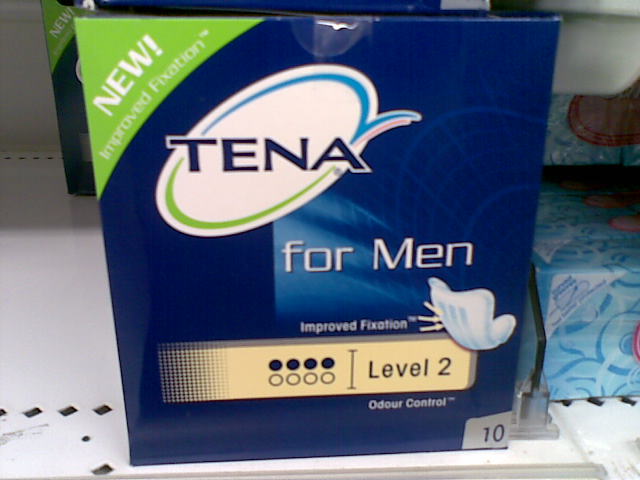 NEW!
Improved Fixation™
TENA®
for Men
Improved Fixation™
Level 2
Odour Control™
10